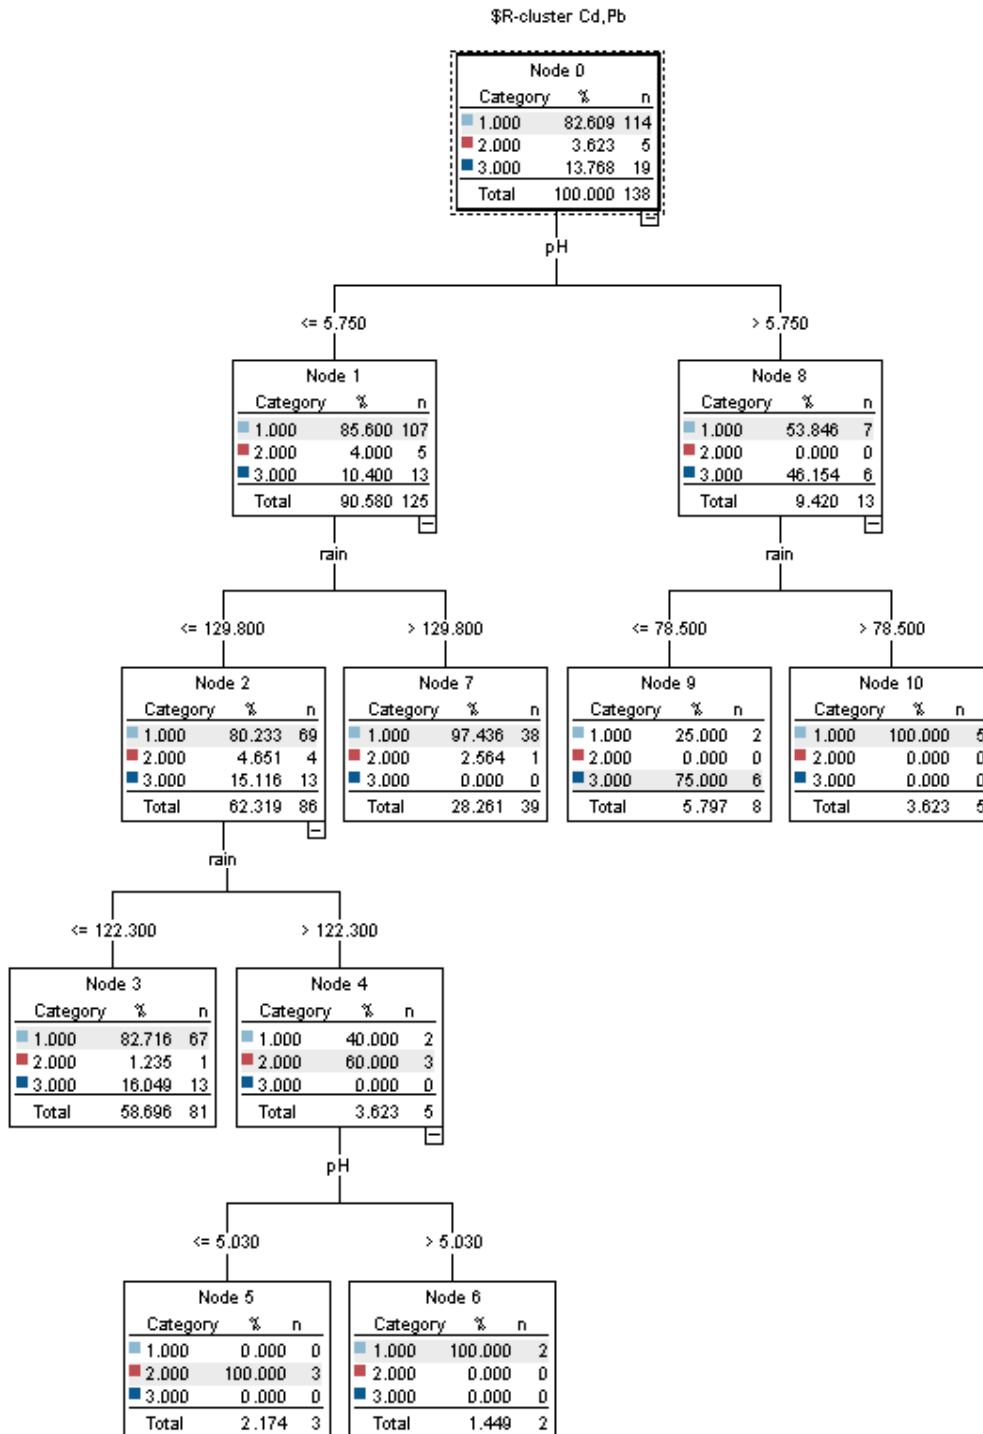 $R-cluster Cd,Pb
Node 0
Category % n
1.000 82.609 114
2.000 3.623 5
3.000 13.768 19
Total 100.000 138
pH
<= 5.750 > 5.750
Node 1
Category % n
1.000 85.600 107
2.000 4.000 5
3.000 10.400 13
Total 90.580 125
Node 8
Category % n
1.000 53.846 7
2.000 0.000 0
3.000 46.154 6
Total 9.420 13
rain rain
<= 129.800 > 129.800 <= 78.500 > 78.500
Node 2
Category % n
1.000 80.233 69
2.000 4.651 4
3.000 15.116 13
Total 62.319 86
Node 7
Category % n
1.000 97.436 38
2.000 2.564 1
3.000 0.000 0
Total 28.261 39
Node 9
Category % n
1.000 25.000 2
2.000 0.000 0
3.000 75.000 6
Total 5.797 8
Node 10
Category % n
1.000 100.000 5
2.000 0.000 0
3.000 0.000 0
Total 3.623 5
rain
<= 122.300 > 122.300
Node 3
Category % n
1.000 82.716 67
2.000 1.235 1
3.000 16.049 13
Total 58.696 81
Node 4
Category % n
1.000 40.000 2
2.000 60.000 3
3.000 0.000 0
Total 3.623 5
pH
<= 5.030 > 5.030
Node 5
Category % n
1.000 0.000 0
2.000 100.000 3
3.000 0.000 0
Total 2.174 3
Node 6
Category % n
1.000 100.000 2
2.000 0.000 0
3.000 0.000 0
Total 1.449 2